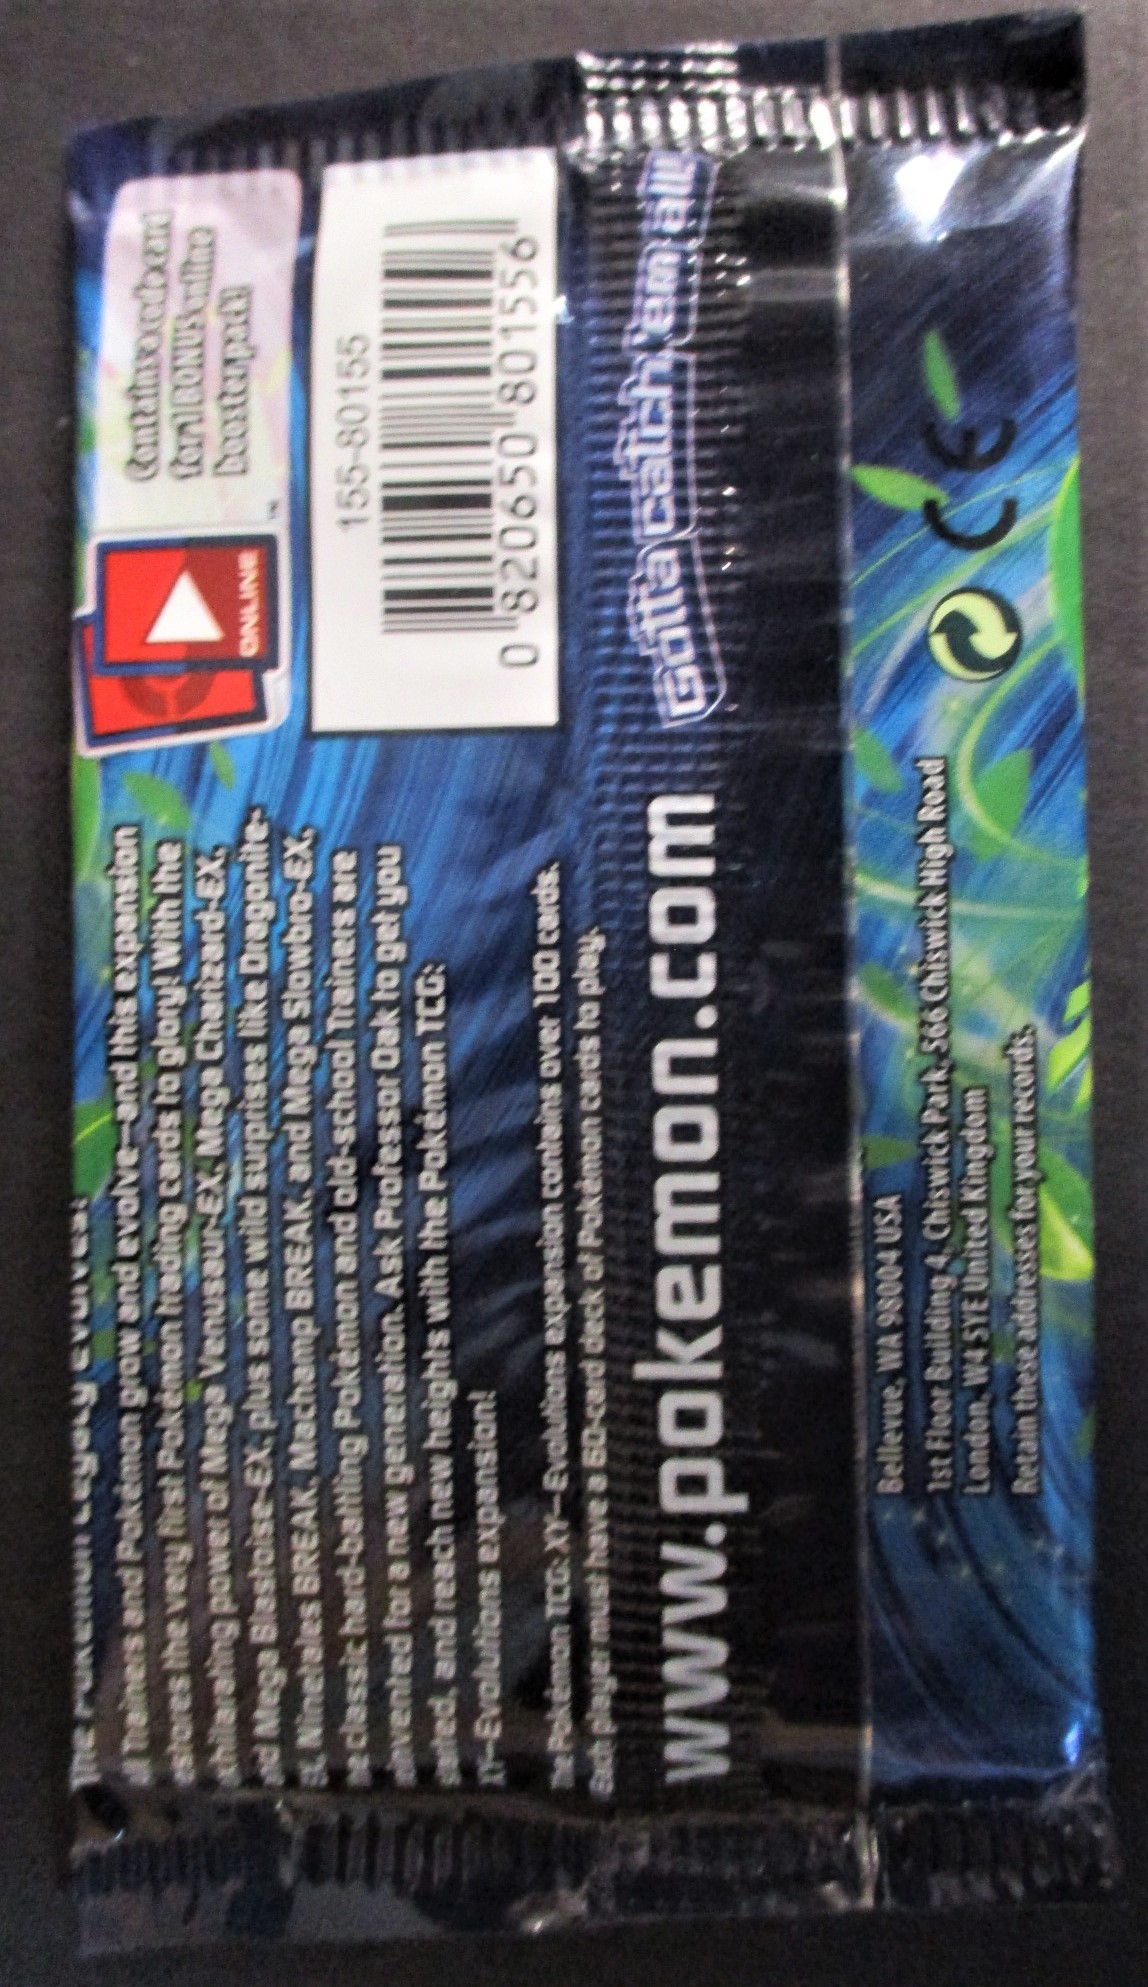 The Pokémon Legacy Evolves!
Trainers and Pokémon grow and evolve—and this expansion
the very first Pokémon trading cards to glory! With the
power of Mega Venusaur-EX, Mega Charizard-EX,
Mega Blastoise-EX, plus some wild surprises like Dragonite-
Ninetales BREAK, Machamp BREAK, and Mega Slowbro-EX,
classic hard-battling Pokémon and old-school Trainers are
for a new generation. Ask Professor Oak to get you
and reach new heights with the Pokémon TCG:
XY—Evolutions expansion!
Pokémon TCG: XY—Evolutions expansion contains over 100 cards.
Each player must have a 60-card deck of Pokémon cards to play.
ONLINE
™
Contains a code card
for 1 BONUS online
booster pack!
155-80155
0 820650 801556
www.pokemon.com
Gotta catch 'em all!
Bellevue, WA 98004 USA
1st Floor Building 4, Chiswick Park, 566 Chiswick High Road
London, W4 5YE United Kingdom
Retain these addresses for your records.
CE